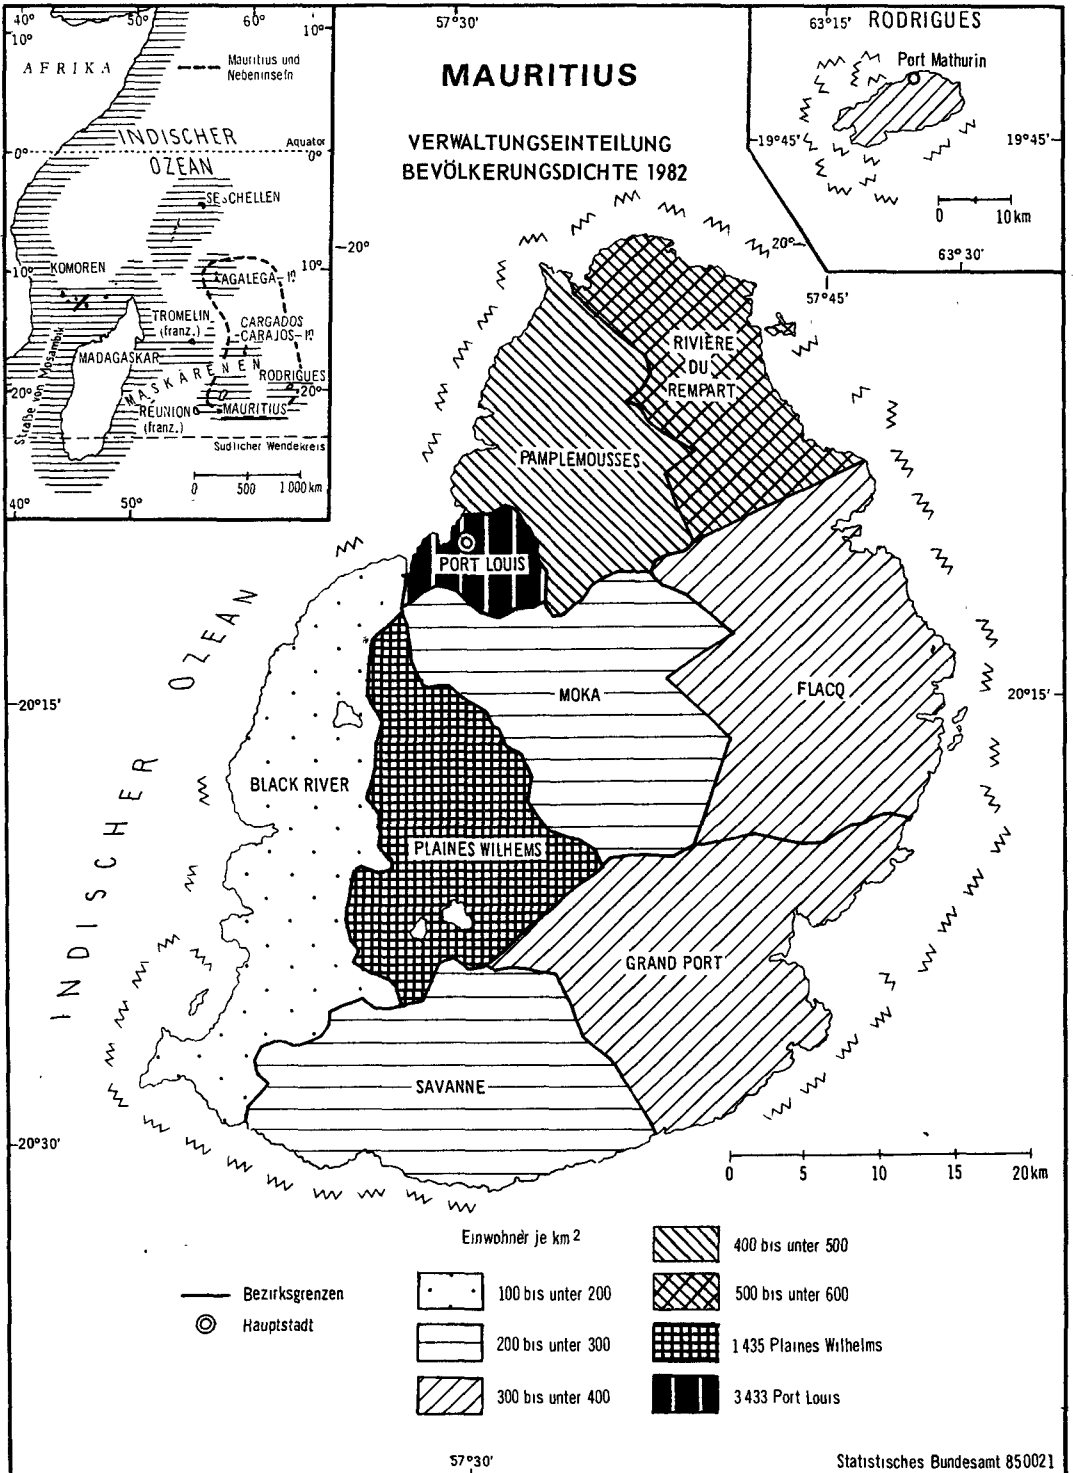 MAURITIUS
VERWALTUNGSEINTEILUNG
BEVÖLKERUNGSDICHTE 1982
40° 50° 60°
10° 10°
AFRIKA
Mauritius und
Nebeninseln
INDISCHER
OZEAN
Äquator
0° 0°
SESCHELLEN
10° 10°
KOMOREN
AGALEGA-In
TROMELIN
(franz.)
CARGADOS
-CARAJOS-In
MADAGASKAR
Straße von Mosambik
MASKARENEN
RODRIGUES
20° 20°
RÉUNION
(franz.)
MAURITIUS
Südlicher Wendekreis
0 500 1000 km
40° 50°
57°30'
63°15'
RODRIGUES
Port Mathurin
19°45' 19°45'
0 10 km
20°
63°30'
57°45'
20°
RIVIÈRE
DU
REMPART
PAMPLEMOUSSES
PORT LOUIS
INDISCHER OZEAN
MOKA
FLACQ
20°15' 20°15'
BLACK RIVER
PLAINES WILHEMS
GRAND PORT
SAVANNE
20°30'
0 5 10 15 20 km
Einwohner je km²
Bezirksgrenzen
Hauptstadt
100 bis unter 200
200 bis unter 300
300 bis unter 400
400 bis unter 500
500 bis unter 600
1 435 Plaines Wilhelms
3 433 Port Louis
57°30'
Statistisches Bundesamt 85 0021